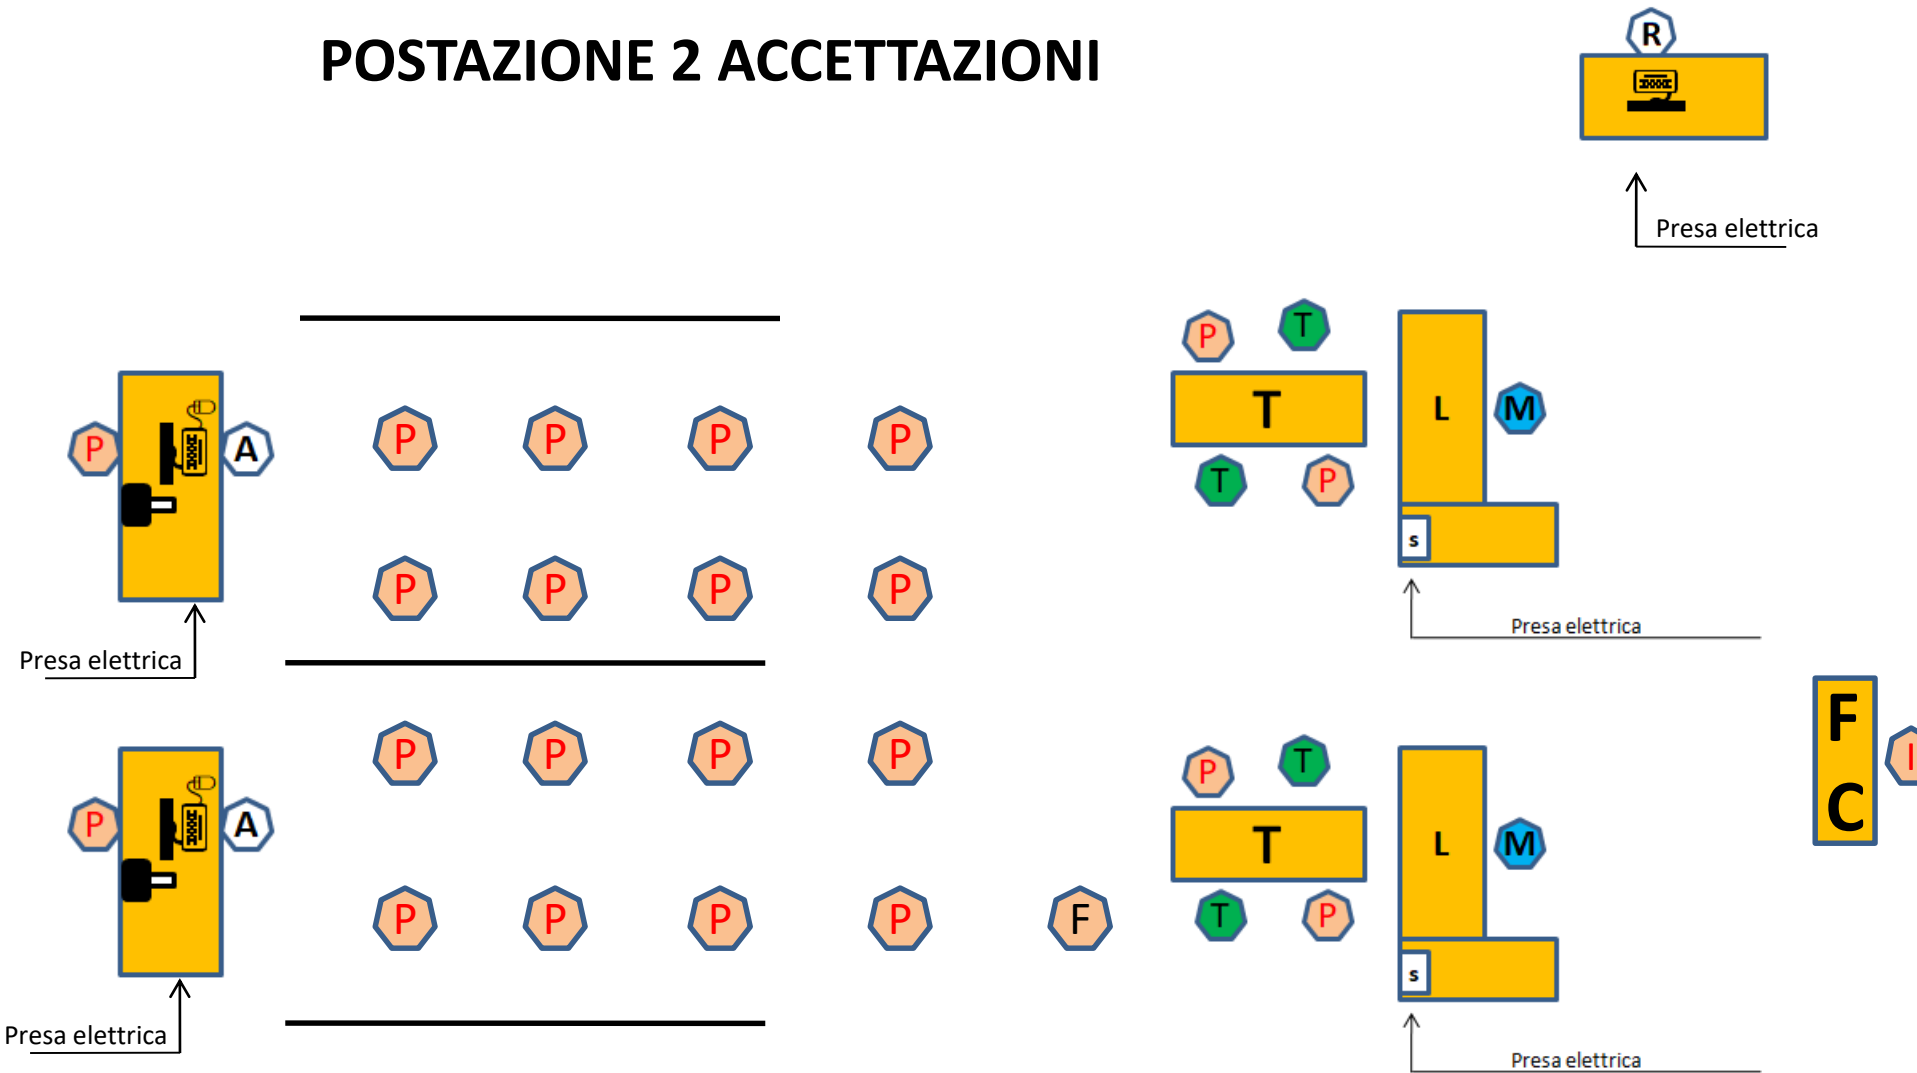 POSTAZIONE 2 ACCETTAZIONI
R
Presa elettrica
P T
P A P P P P T L M
T P
s
P P P P
Presa elettrica
Presa elettrica
P P P P
P T
F
I
P A T L M C
P P P P F T P
s
Presa elettrica
Presa elettrica